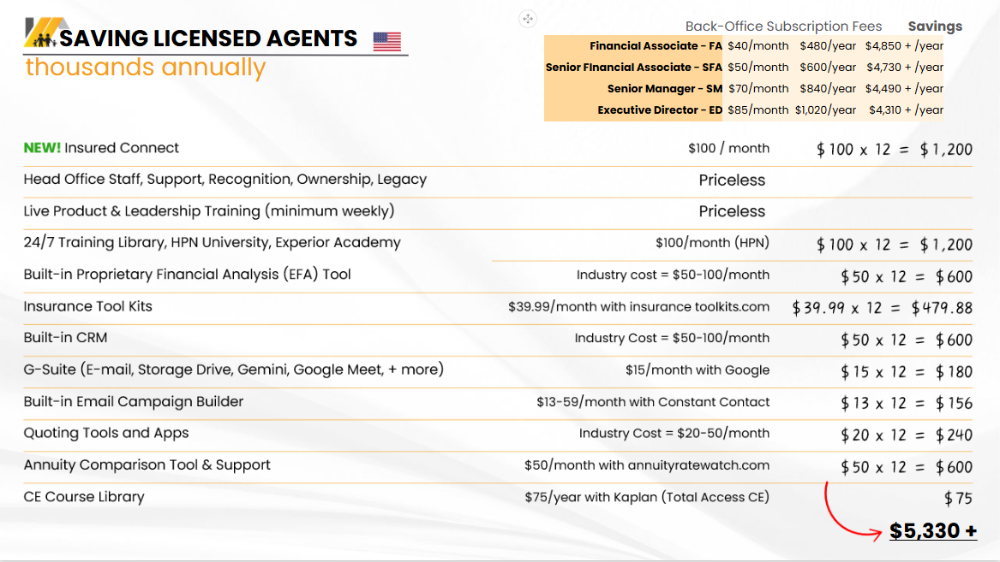 SAVING LICENSED AGENTS
thousands annually
Back-Office Subscription Fees Savings
Financial Associate - FA $40/month $480/year $4,850 + /year
Senior FInancial Associate - SFA $50/month $600/year $4,730 + /year
Senior Manager - SM $70/month $840/year $4,490 + /year
Executive Director - ED $85/month $1,020/year $4,310 + /year
NEW! Insured Connect $100 / month $100 x 12 = $1,200
Head Office Staff, Support, Recognition, Ownership, Legacy Priceless
Live Product & Leadership Training (minimum weekly) Priceless
24/7 Training Library, HPN University, Experior Academy $100/month (HPN) $100 x 12 = $1,200
Built-in Proprietary Financial Analysis (EFA) Tool Industry cost = $50-100/month $50 x 12 = $600
Insurance Tool Kits $39.99/month with insurance toolkits.com $39.99 x 12 = $479.88
Built-in CRM Industry Cost = $50-100/month $50 x 12 = $600
G-Suite (E-mail, Storage Drive, Gemini, Google Meet, + more) $15/month with Google $15 x 12 = $180
Built-in Email Campaign Builder $13-59/month with Constant Contact $13 x 12 = $156
Quoting Tools and Apps Industry Cost = $20-50/month $20 x 12 = $240
Annuity Comparison Tool & Support $50/month with annuityratewatch.com $50 x 12 = $600
CE Course Library $75/year with Kaplan (Total Access CE) $75
$5,330 +